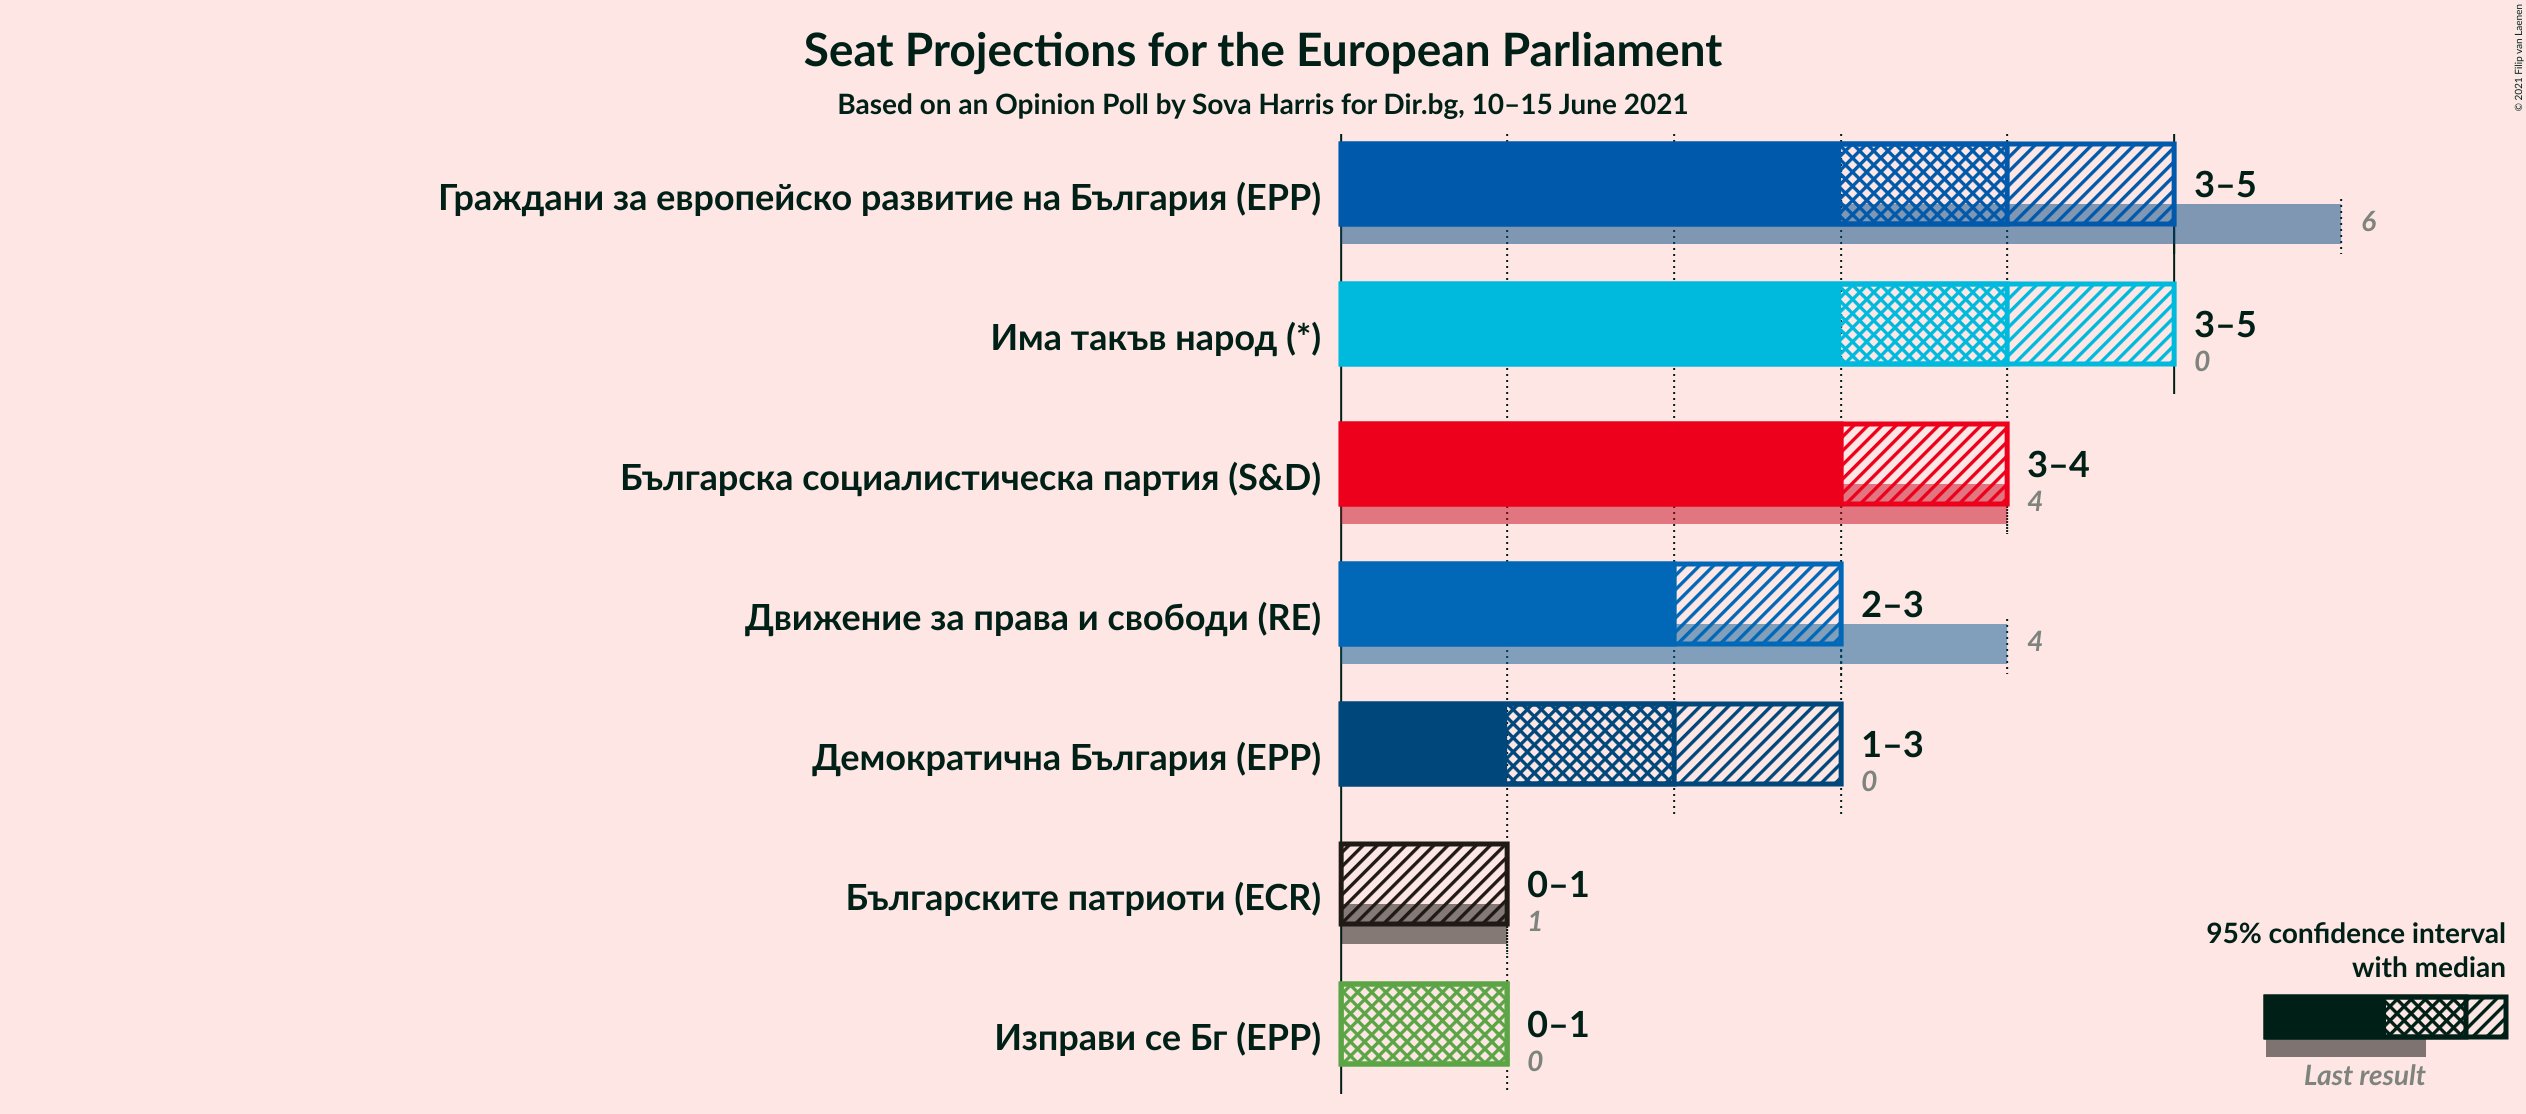 Seat Projections for the European Parliament
Based on an Opinion Poll by Sova Harris for Dir.bg, 10–15 June 2021
© 2021 Filip van Laenen
Граждани за европейско развитие на България (EPP)
3–5
6
Има такъв народ (*)
3–5
0
Българска социалистическа партия (S&D)
3–4
4
Движение за права и свободи (RE)
2–3
4
Демократична България (EPP)
1–3
0
Българските патриоти (ECR)
0–1
1
Изправи се Бг (EPP)
0–1
0
95% confidence interval
with median
Last result